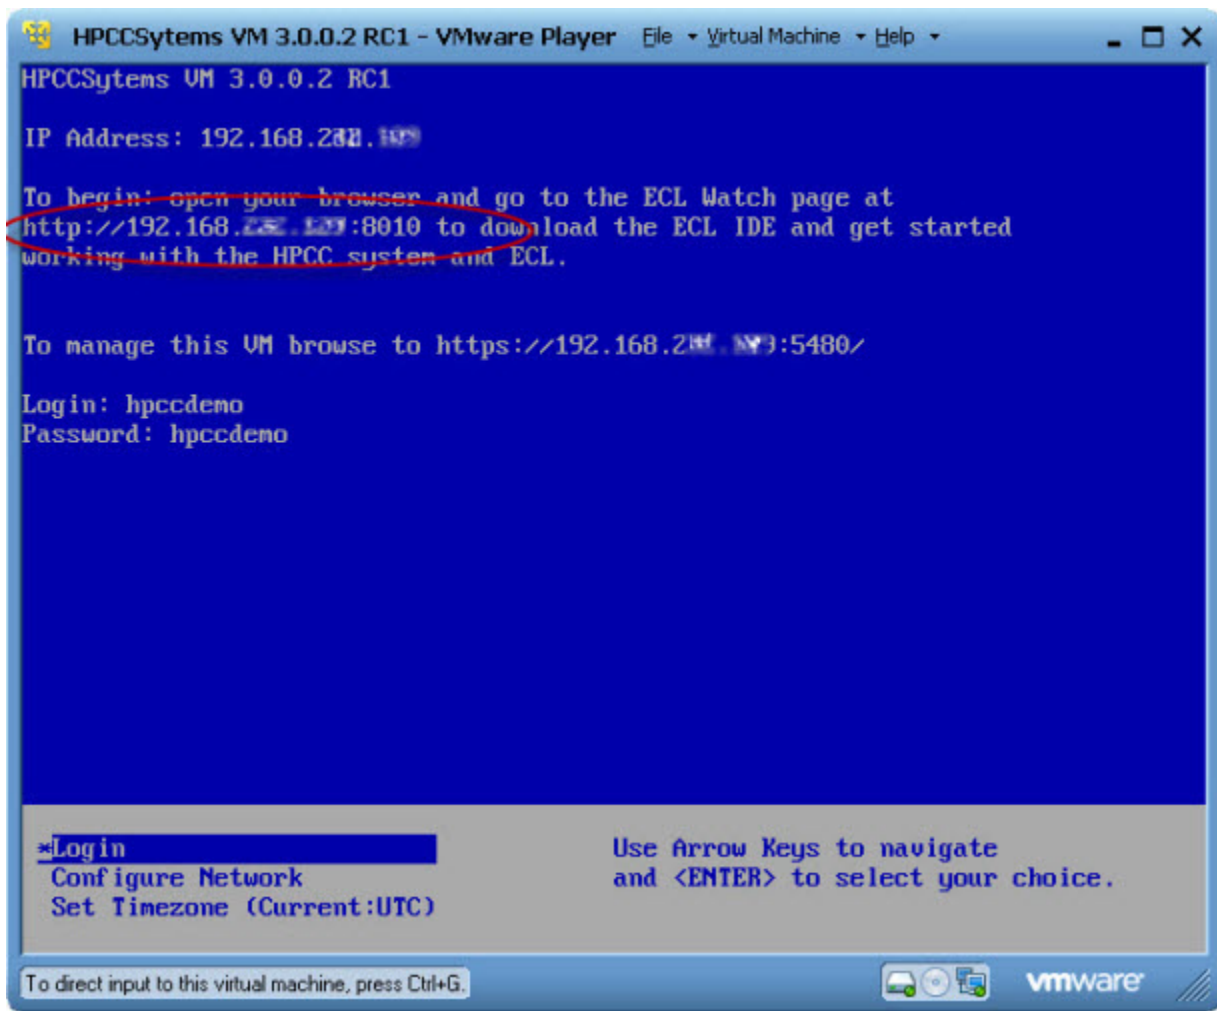 HPCCSytems VM 3.0.0.2 RC1 - VMware Player File Virtual Machine Help
HPCCSytems VM 3.0.0.2 RC1
IP Address: 192.168.
To begin: open your browser and go to the ECL Watch page at
http://192.168. :8010 to download the ECL IDE and get started
working with the HPCC system and ECL.
To manage this VM browse to https://192.168.2 :5480/
Login: hpccdemo
Password: hpccdemo
*Login
Configure Network
Set Timezone (Current:UTC)
Use Arrow Keys to navigate
and <ENTER> to select your choice.
To direct input to this virtual machine, press Ctrl+G.
vmware